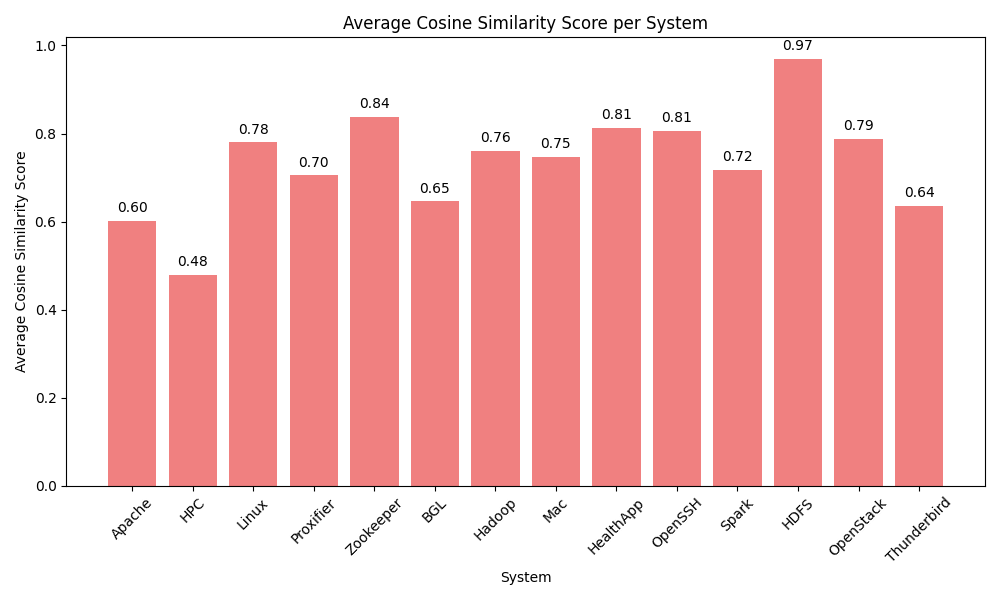 Average Cosine Similarity Score per System
Average Cosine Similarity Score
1.0
0.8
0.6
0.4
0.2
0.0
0.60
0.48
0.78
0.70
0.84
0.65
0.76
0.75
0.81
0.81
0.72
0.97
0.79
0.64
Apache
HPC
Linux
Proxifier
Zookeeper
BGL
Hadoop
Mac
HealthApp
OpenSSH
Spark
HDFS
OpenStack
Thunderbird
System